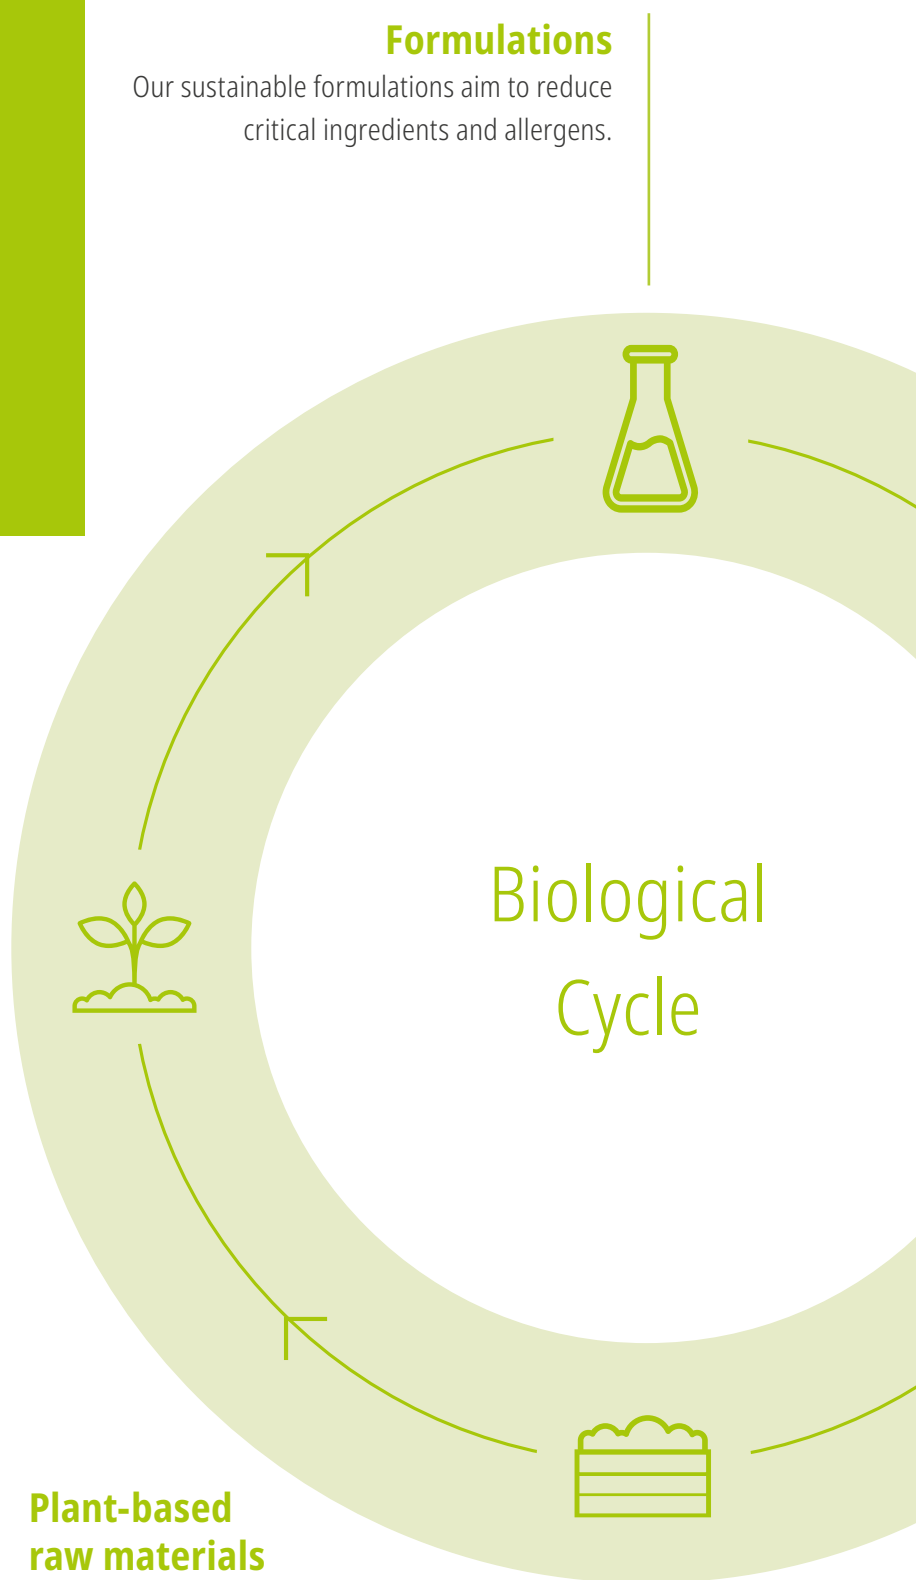 Formulations
Our sustainable formulations aim to reduce
critical ingredients and allergens.
Biological
Cycle
Plant-based
raw materials